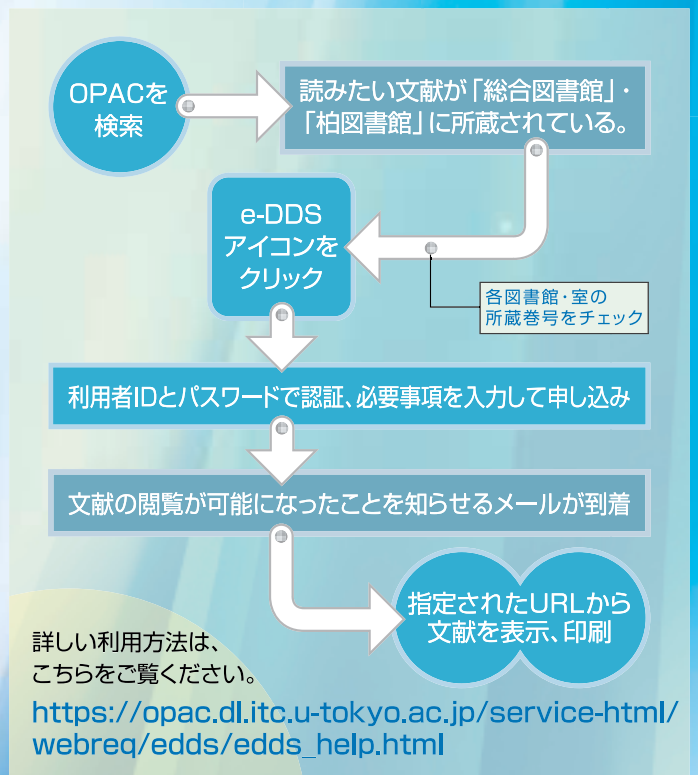 OPACを
検索
読みたい文献が「総合図書館」・
「柏図書館」に所蔵されている。
e-DDS
アイコンを
クリック
各図書館・室の
所蔵巻号をチェック
利用者IDとパスワードで認証、必要事項を入力して申し込み
文献の閲覧が可能になったことを知らせるメールが到着
指定されたURLから
文献を表示、印刷
詳しい利用方法は、
こちらをご覧ください。
https://opac.dl.itc.u-tokyo.ac.jp/service-html/
webreq/edds/edds_help.html